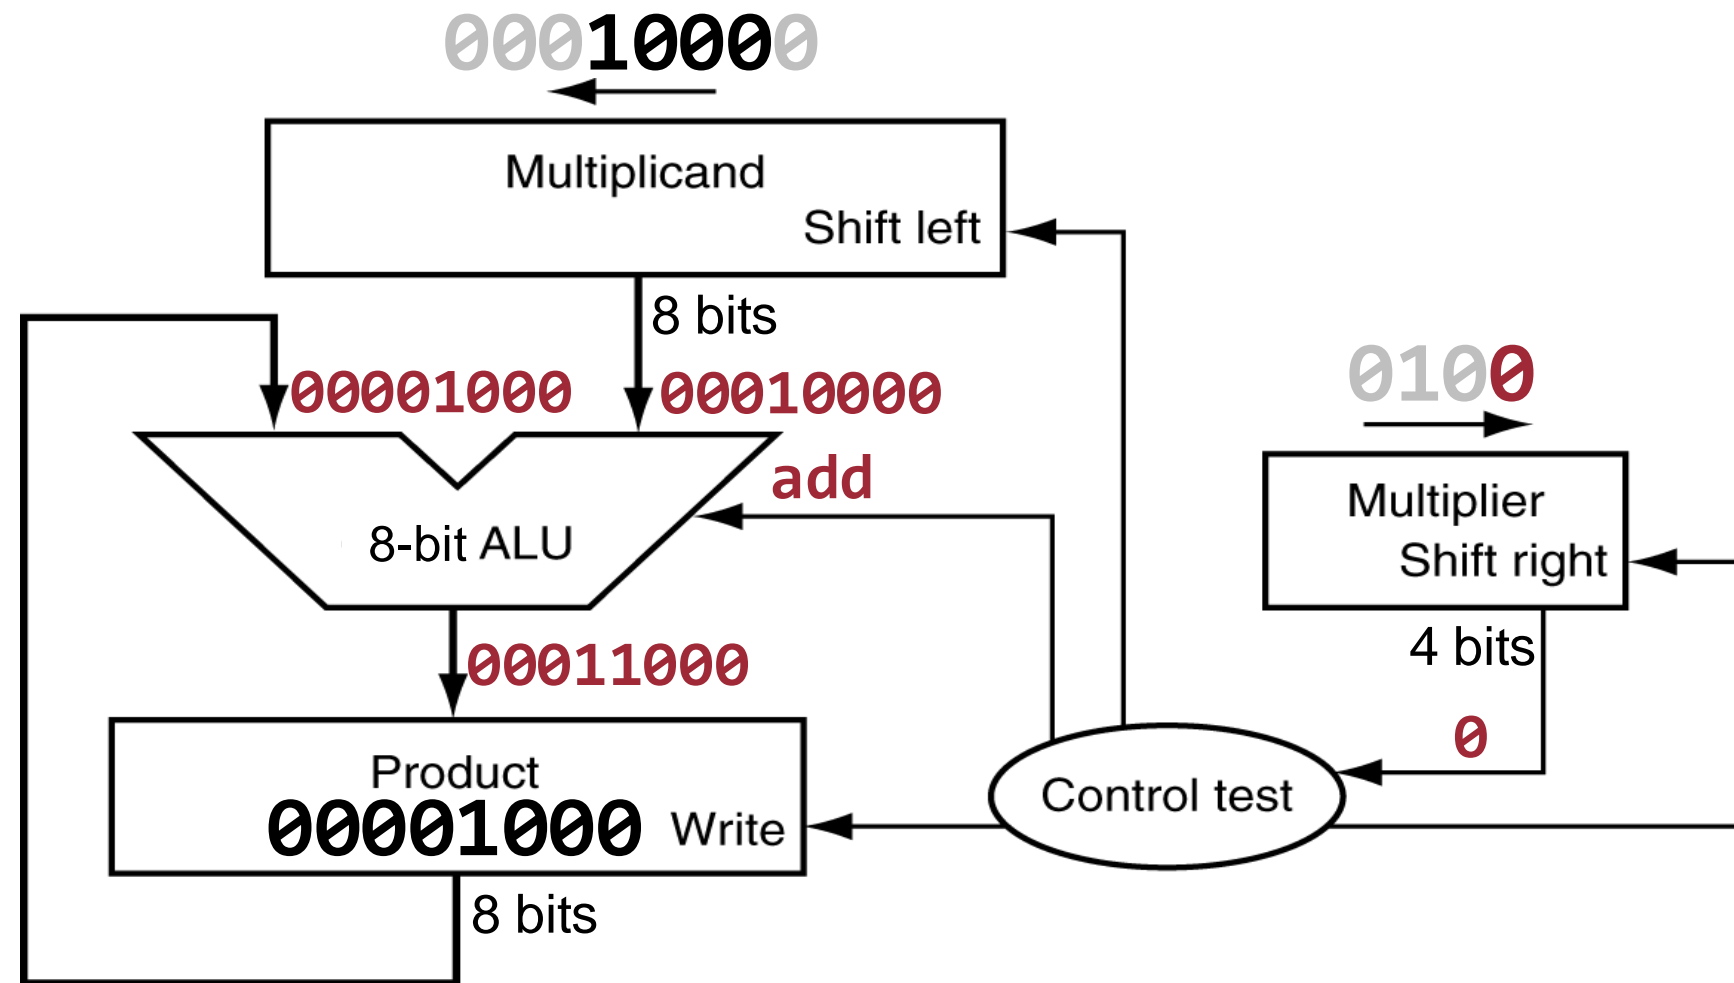 00010000
Multiplicand
Shift left
8 bits
00001000
00010000
0100
add
Multiplier
Shift right
8-bit ALU
4 bits
00011000
0
Product
00001000
Write
Control test
8 bits